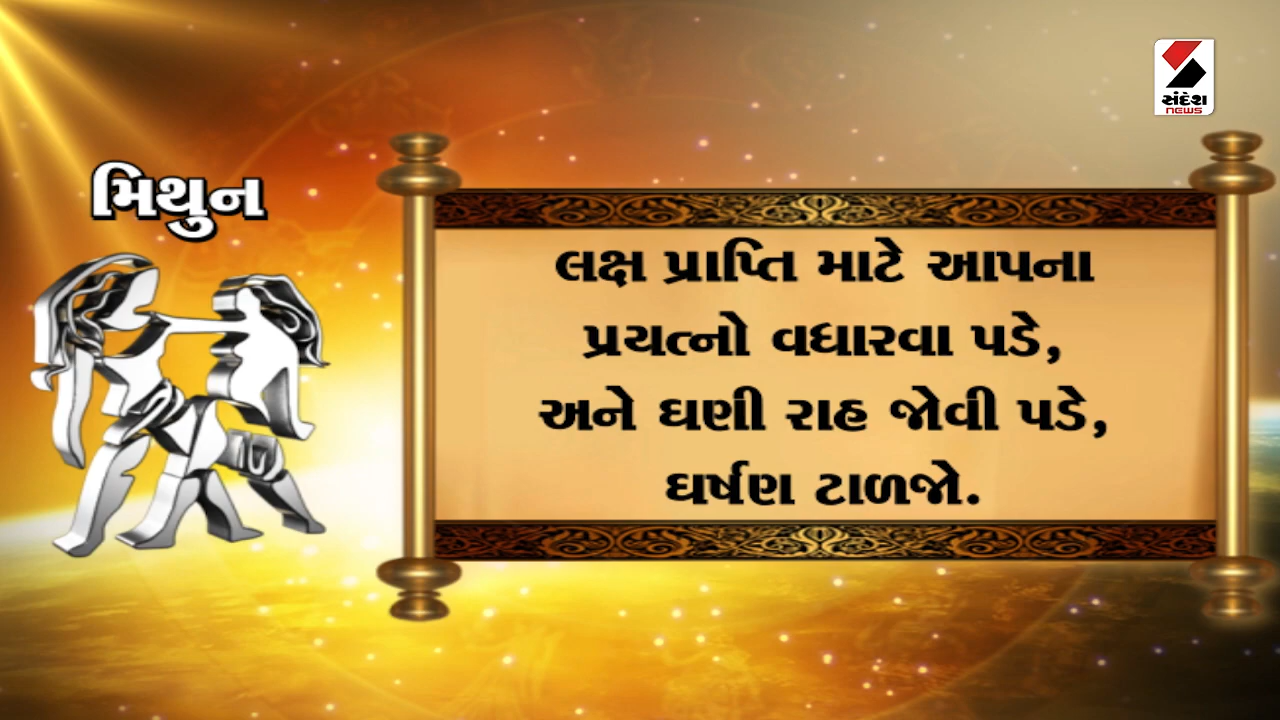 સંદેશ
NEWS
મિથુન
લક્ષ પ્રાપ્તિ માટે આપના
પ્રયત્નો વધારવા પડે,
અને ઘણી રાહ જોવી પડે,
ઘર્ષણ ટાળજો.